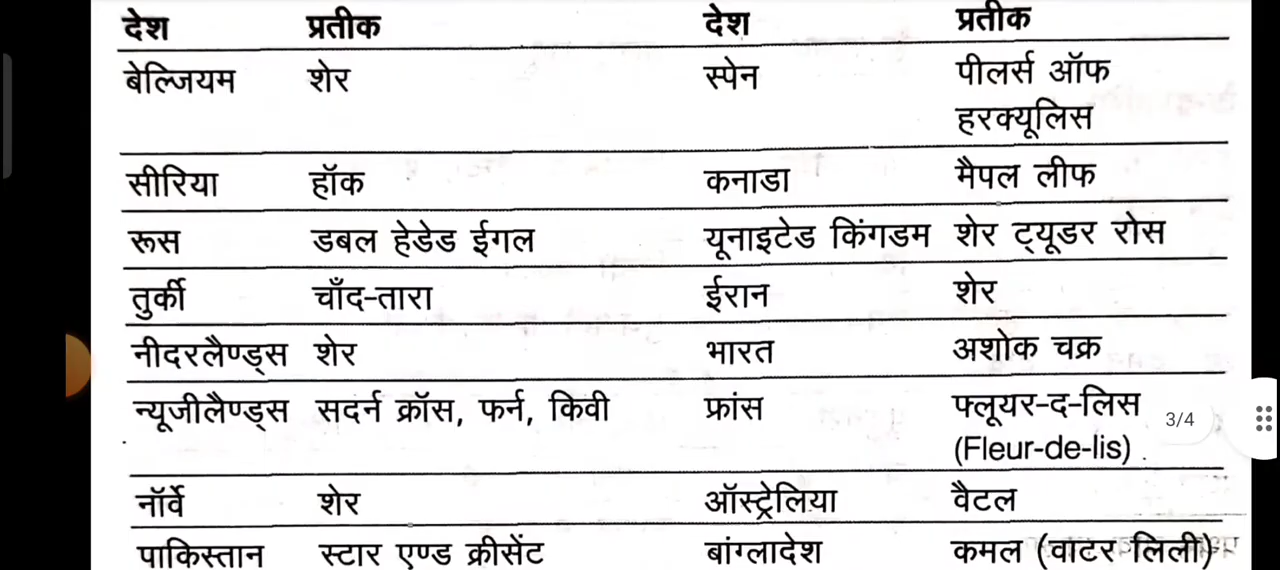 देश प्रतीक देश प्रतीक
बेल्जियम शेर स्पेन पीलर्स ऑफ
हरक्यूलिस
सीरिया हॉक कनाडा मैपल लीफ
रूस डबल हेडेड ईगल यूनाइटेड किंगडम शेर ट्यूडर रोस
तुर्की चाँद-तारा ईरान शेर
नीदरलैण्ड्स शेर भारत अशोक चक्र
न्यूजीलैण्ड्स सदर्न क्रॉस, फर्न, किवी फ्रांस फ्लूयर-द-लिस
3/4
(Fleur-de-lis)
नॉर्वे शेर ऑस्ट्रेलिया वैटल
पाकिस्तान स्टार एण्ड क्रीसेंट बांग्लादेश कमल (वाटर लिली)